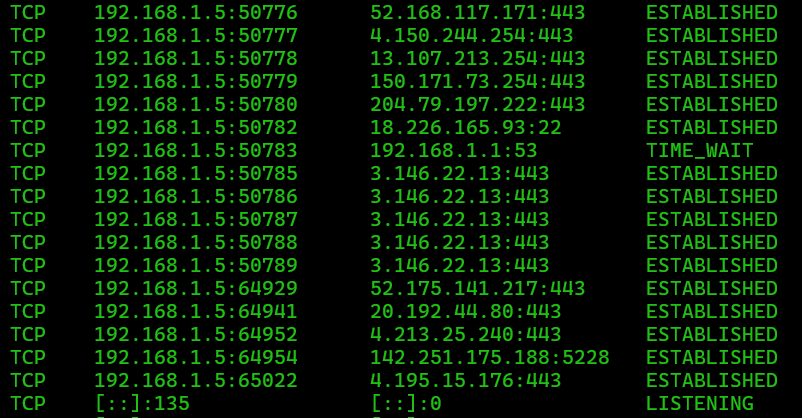 TCP 192.168.1.5:50776 52.168.117.171:443 ESTABLISHED
TCP 192.168.1.5:50777 4.150.244.254:443 ESTABLISHED
TCP 192.168.1.5:50778 13.107.213.254:443 ESTABLISHED
TCP 192.168.1.5:50779 150.171.73.254:443 ESTABLISHED
TCP 192.168.1.5:50780 204.79.197.222:443 ESTABLISHED
TCP 192.168.1.5:50782 18.226.165.93:22 ESTABLISHED
TCP 192.168.1.5:50783 192.168.1.1:53 TIME_WAIT
TCP 192.168.1.5:50785 3.146.22.13:443 ESTABLISHED
TCP 192.168.1.5:50786 3.146.22.13:443 ESTABLISHED
TCP 192.168.1.5:50787 3.146.22.13:443 ESTABLISHED
TCP 192.168.1.5:50788 3.146.22.13:443 ESTABLISHED
TCP 192.168.1.5:50789 3.146.22.13:443 ESTABLISHED
TCP 192.168.1.5:64929 52.175.141.217:443 ESTABLISHED
TCP 192.168.1.5:64941 20.192.44.80:443 ESTABLISHED
TCP 192.168.1.5:64952 4.213.25.240:443 ESTABLISHED
TCP 192.168.1.5:64954 142.251.175.188:5228 ESTABLISHED
TCP 192.168.1.5:65022 4.195.15.176:443 ESTABLISHED
TCP [::]:135 [::]:0 LISTENING